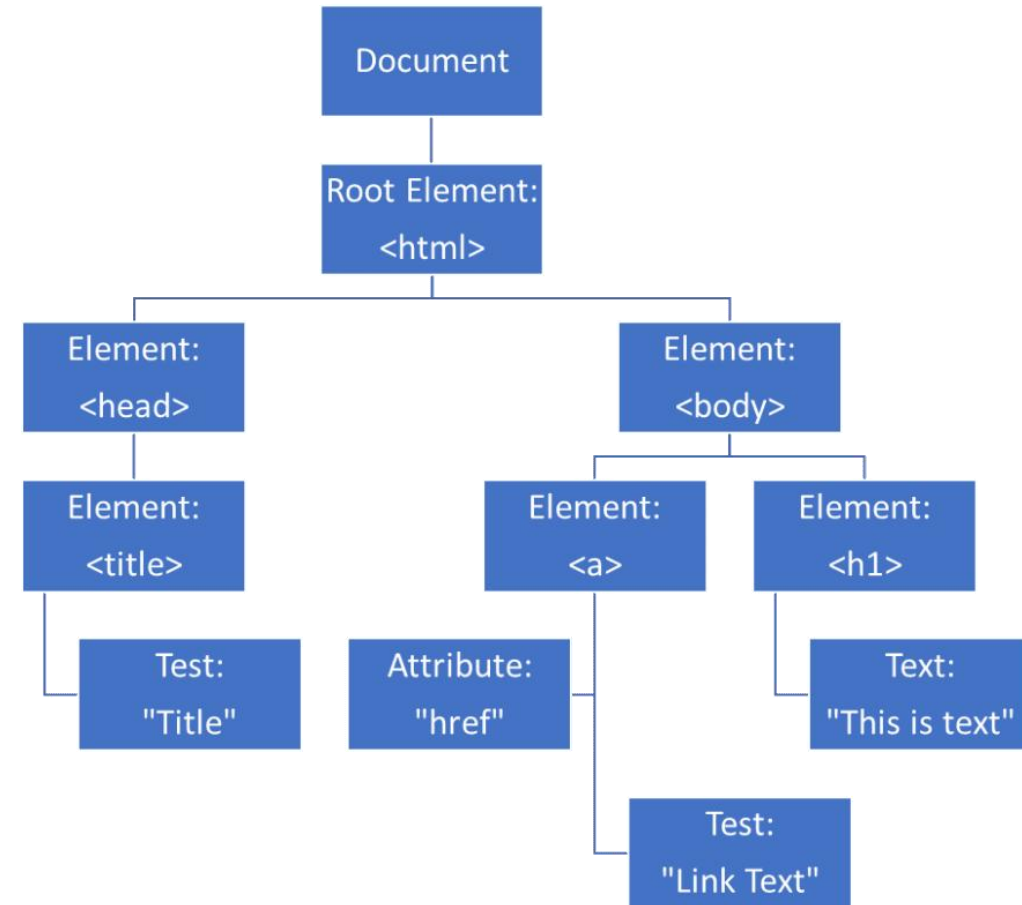 Document
Root Element:
<html>
Element:
<head>
Element:
<body>
Element:
<title>
Element:
<a>
Element:
<h1>
Test:
"Title"
Attribute:
"href"
Text:
"This is text"
Test:
"Link Text"